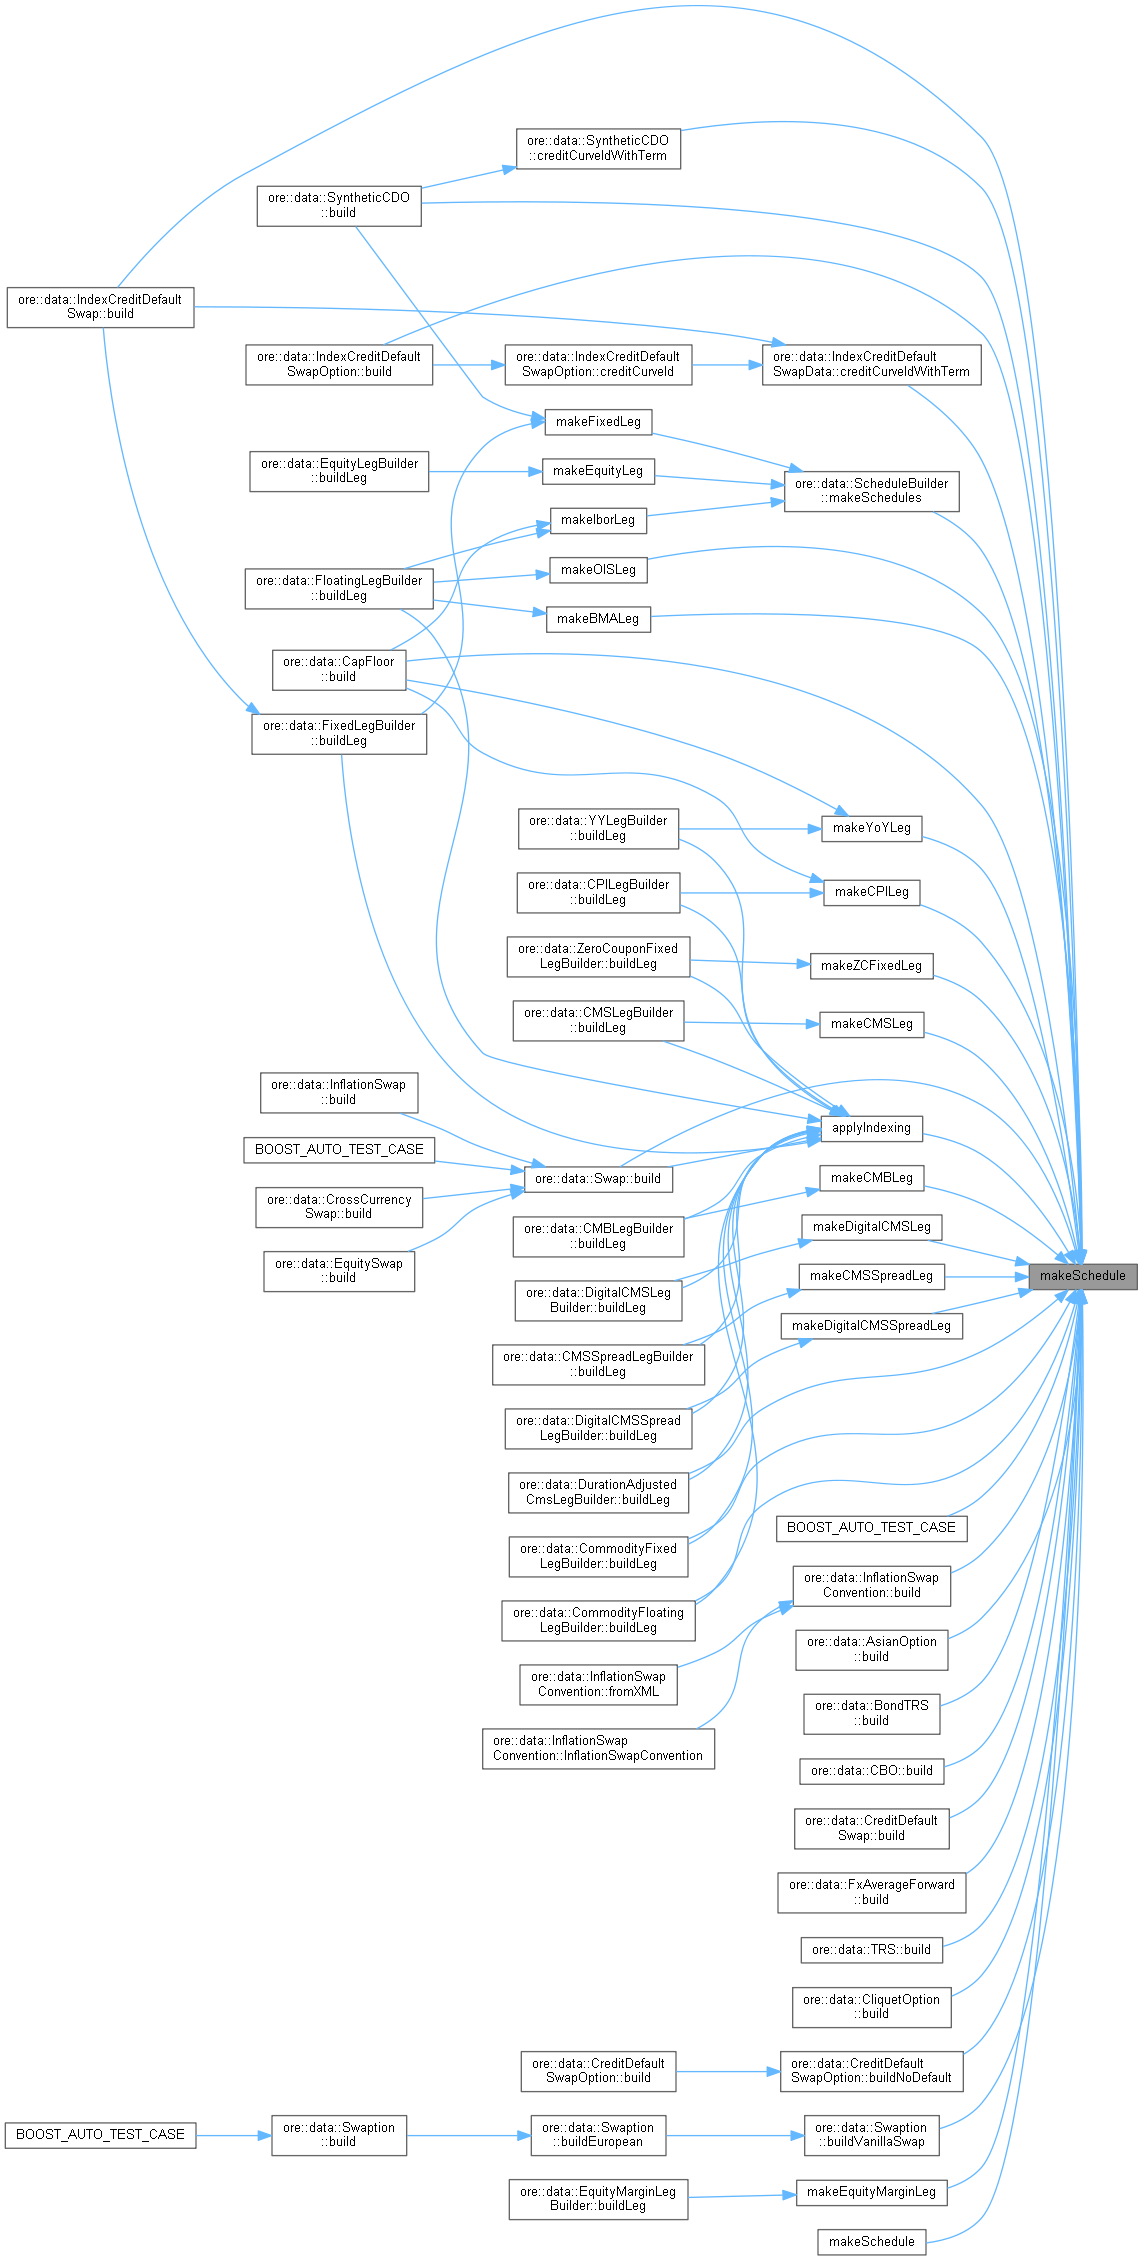 ore::data::SyntheticCDO
::creditCurveIdWithTerm
ore::data::SyntheticCDO
::build
ore::data::IndexCreditDefault
Swap::build
ore::data::IndexCreditDefault
SwapOption::build
ore::data::IndexCreditDefault
SwapOption::creditCurveId
ore::data::IndexCreditDefault
SwapData::creditCurveIdWithTerm
makeFixedLeg
ore::data::EquityLegBuilder
::buildLeg
makeEquityLeg
ore::data::ScheduleBuilder
::makeSchedules
makeIborLeg
makeOISLeg
ore::data::FloatingLegBuilder
::buildLeg
makeBMALeg
ore::data::CapFloor
::build
ore::data::FixedLegBuilder
::buildLeg
ore::data::YYLegBuilder
::buildLeg
makeYoYLeg
ore::data::CPILegBuilder
::buildLeg
makeCPILeg
ore::data::ZeroCouponFixed
LegBuilder::buildLeg
makeZCFixedLeg
ore::data::CMSLegBuilder
::buildLeg
makeCMSLeg
ore::data::InflationSwap
::build
applyIndexing
BOOST_AUTO_TEST_CASE
ore::data::Swap::build
makeCMBLeg
ore::data::CrossCurrency
Swap::build
ore::data::CMBLegBuilder
::buildLeg
makeDigitalCMSLeg
ore::data::EquitySwap
::build
makeCMSSpreadLeg
makeSchedule
ore::data::DigitalCMSLeg
Builder::buildLeg
makeDigitalCMSSpreadLeg
ore::data::CMSSpreadLegBuilder
::buildLeg
ore::data::DigitalCMSSpread
LegBuilder::buildLeg
ore::data::DurationAdjusted
CmsLegBuilder::buildLeg
BOOST_AUTO_TEST_CASE
ore::data::CommodityFixed
LegBuilder::buildLeg
ore::data::InflationSwap
Convention::build
ore::data::CommodityFloating
LegBuilder::buildLeg
ore::data::AsianOption
::build
ore::data::InflationSwap
Convention::fromXML
ore::data::BondTRS
::build
ore::data::InflationSwap
Convention::InflationSwapConvention
ore::data::CBO::build
ore::data::CreditDefault
Swap::build
ore::data::FxAverageForward
::build
ore::data::TRS::build
ore::data::CliquetOption
::build
ore::data::CreditDefault
SwapOption::build
ore::data::CreditDefault
SwapOption::buildNoDefault
BOOST_AUTO_TEST_CASE
ore::data::Swaption
::build
ore::data::Swaption
::buildEuropean
ore::data::Swaption
::buildVanillaSwap
ore::data::EquityMarginLeg
Builder::buildLeg
makeEquityMarginLeg
makeSchedule